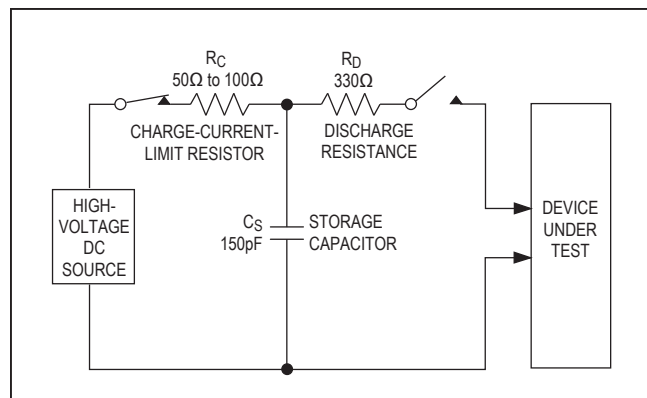 R_C
50Ω to 100Ω
CHARGE-CURRENT-
LIMIT RESISTOR
R_D
330Ω
DISCHARGE
RESISTANCE
HIGH-
VOLTAGE
DC
SOURCE
C_S
150pF
STORAGE
CAPACITOR
DEVICE
UNDER
TEST